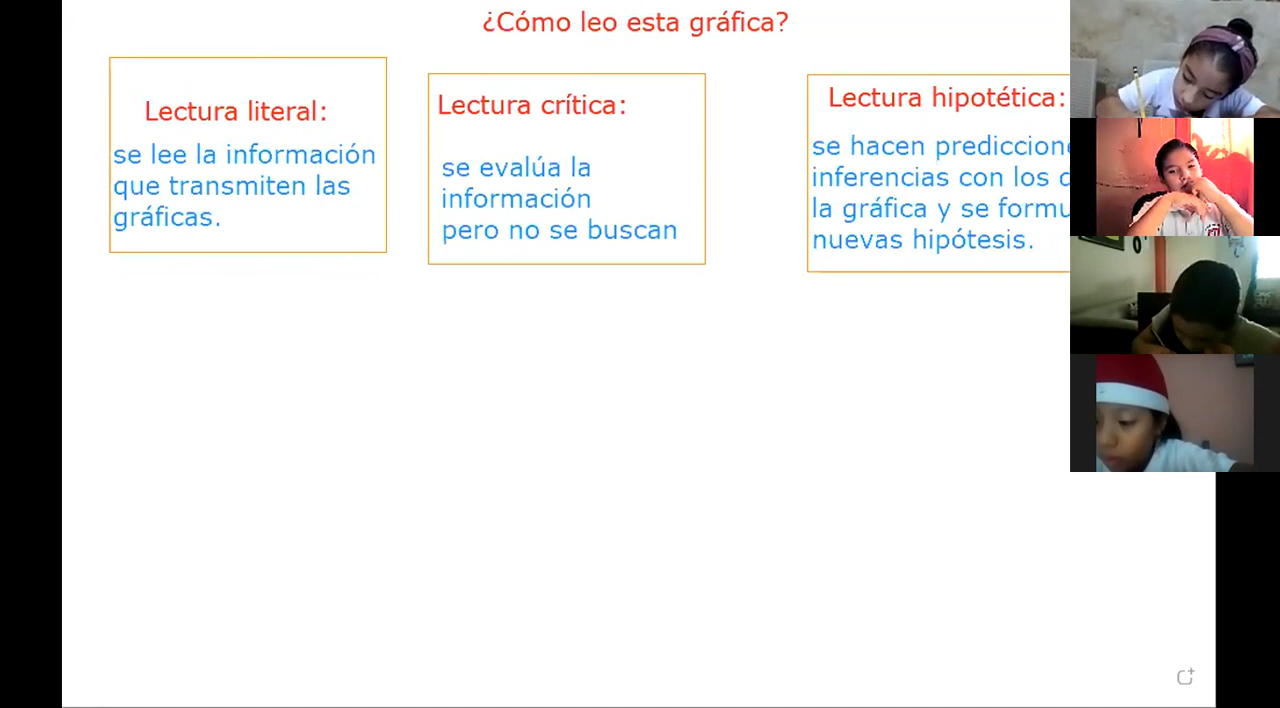 ¿Cómo leo esta gráfica?
Lectura literal:
se lee la información
que transmiten las
gráficas.
Lectura crítica:
se evalúa la
información
pero no se buscan
Lectura hipotética:
se hacen
inferencias con los
la gráfica y se
nuevas hipótesis.